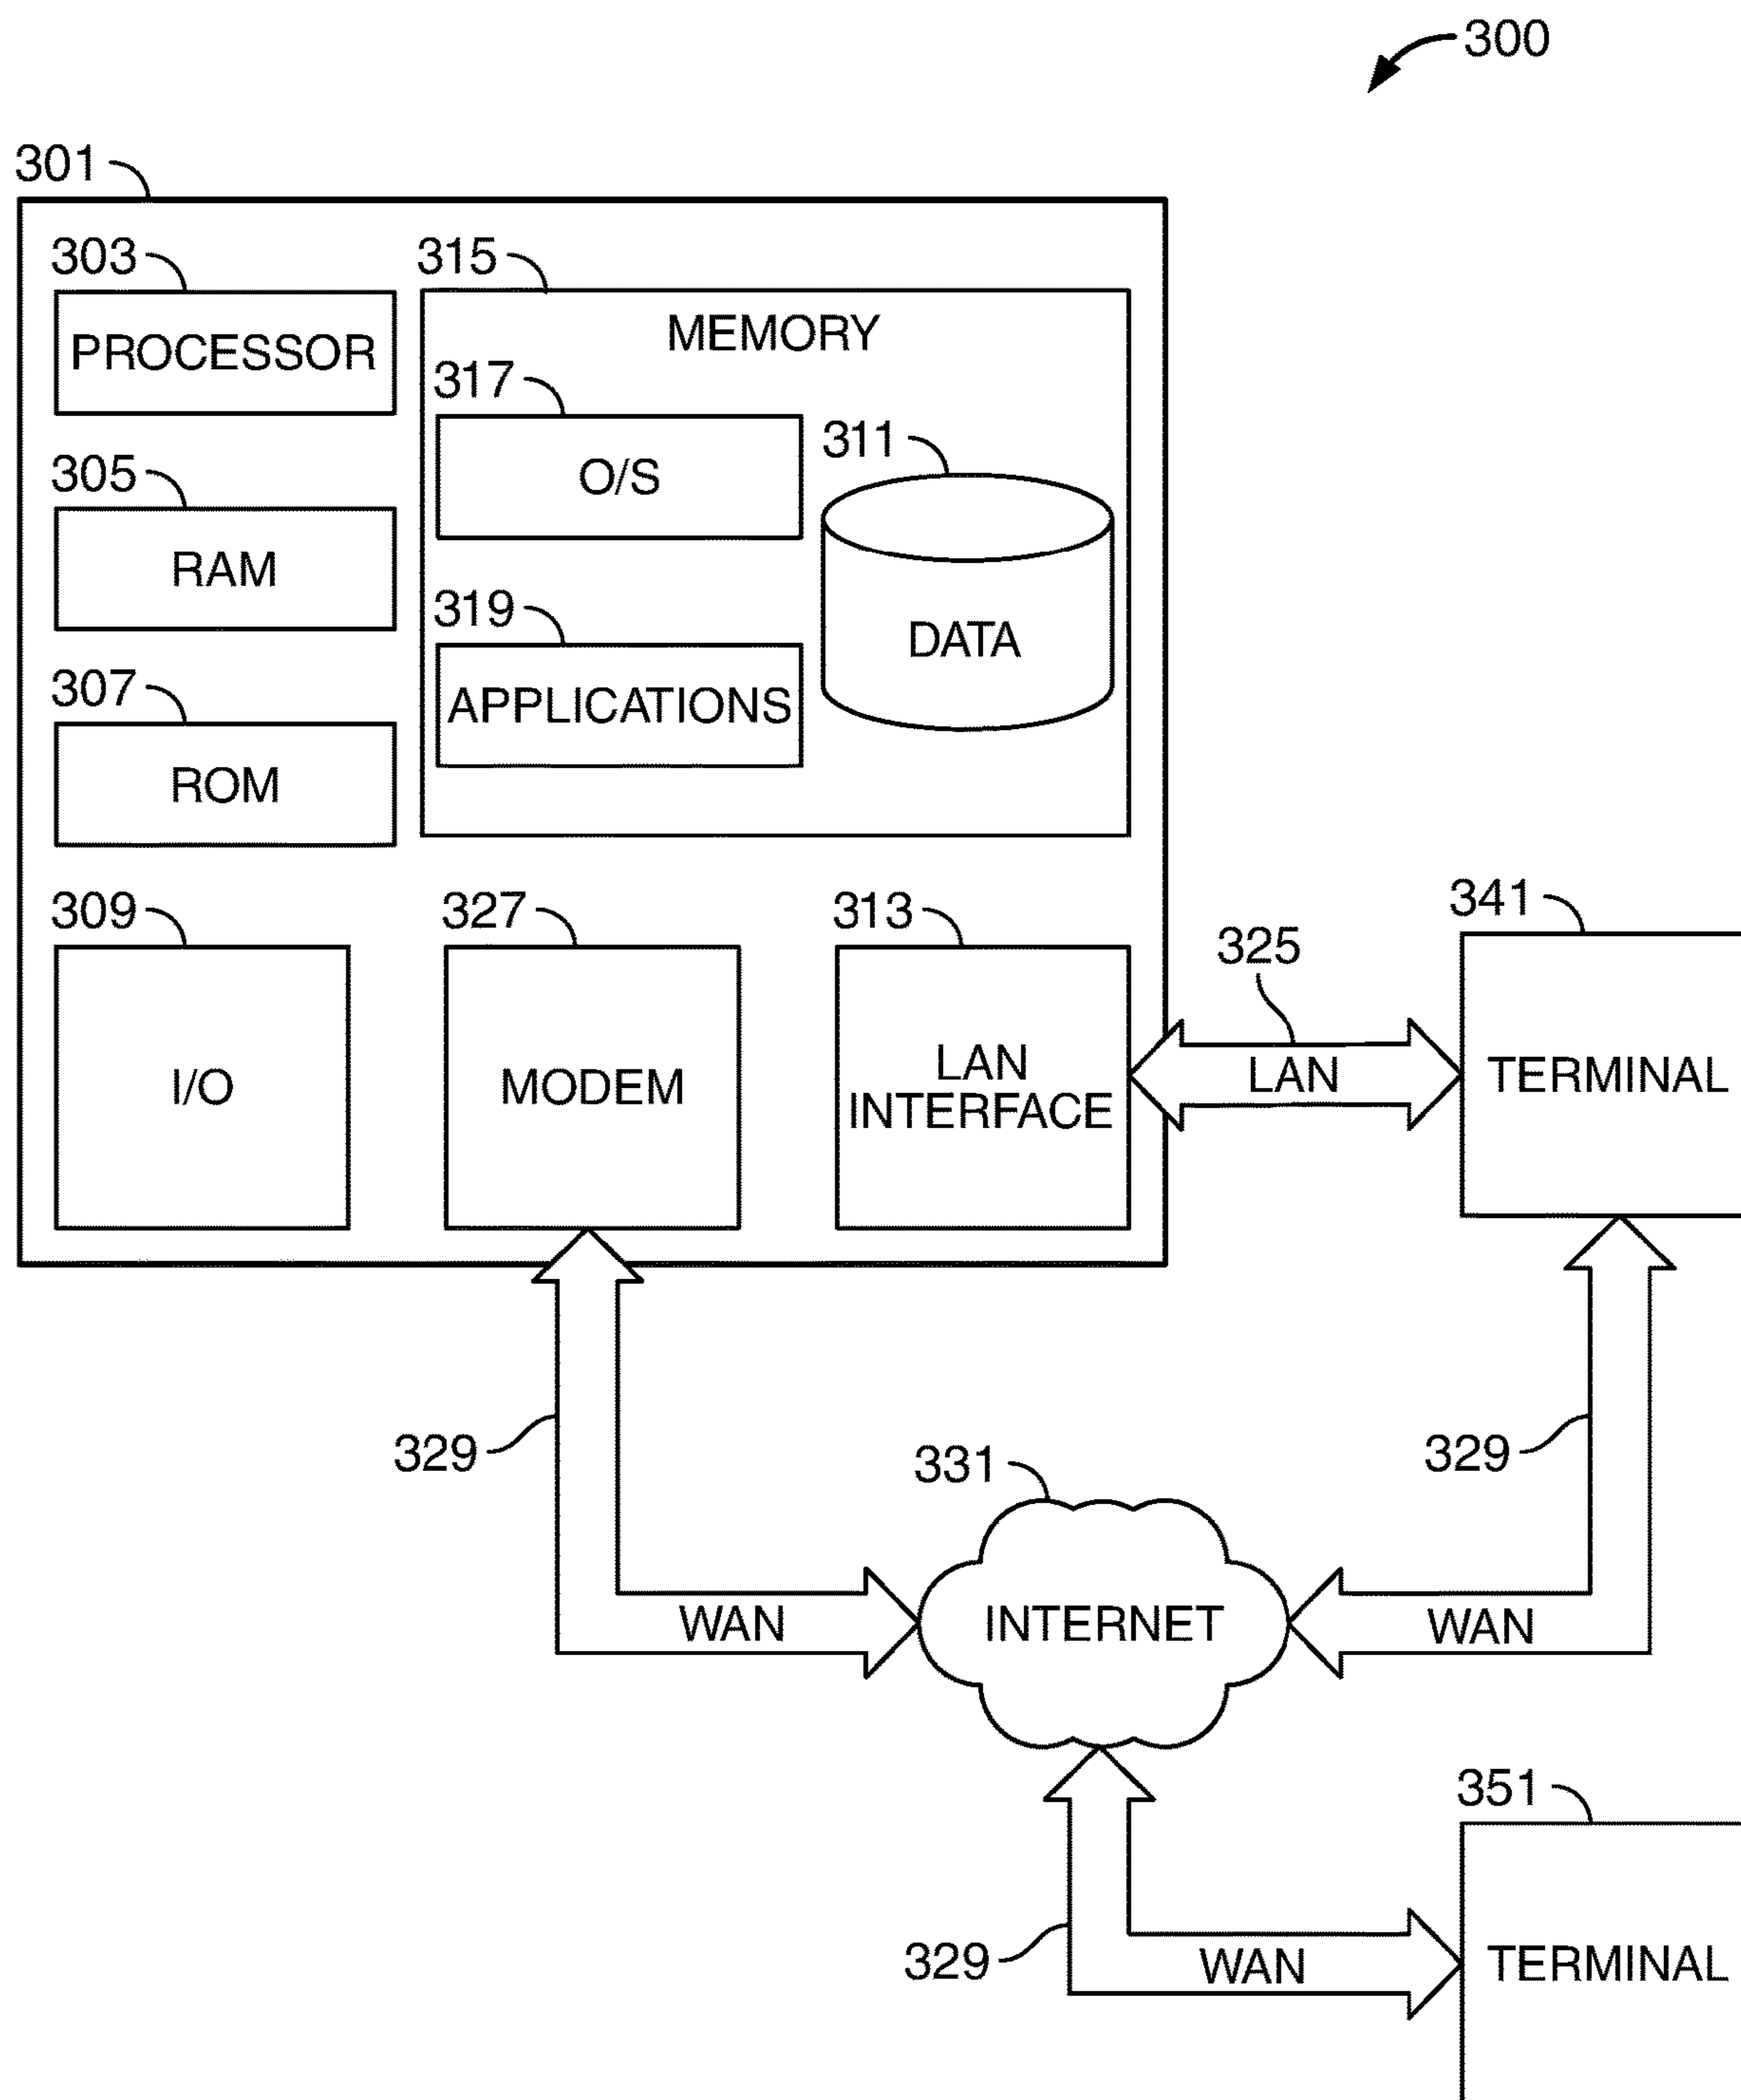 300
301
303
PROCESSOR
315
MEMORY
317
O/S
311
DATA
305
RAM
319
APPLICATIONS
307
ROM
309
I/O
327
MODEM
313
LAN
INTERFACE
325
LAN
341
TERMINAL
329
WAN
331
INTERNET
329
WAN
329
WAN
351
TERMINAL